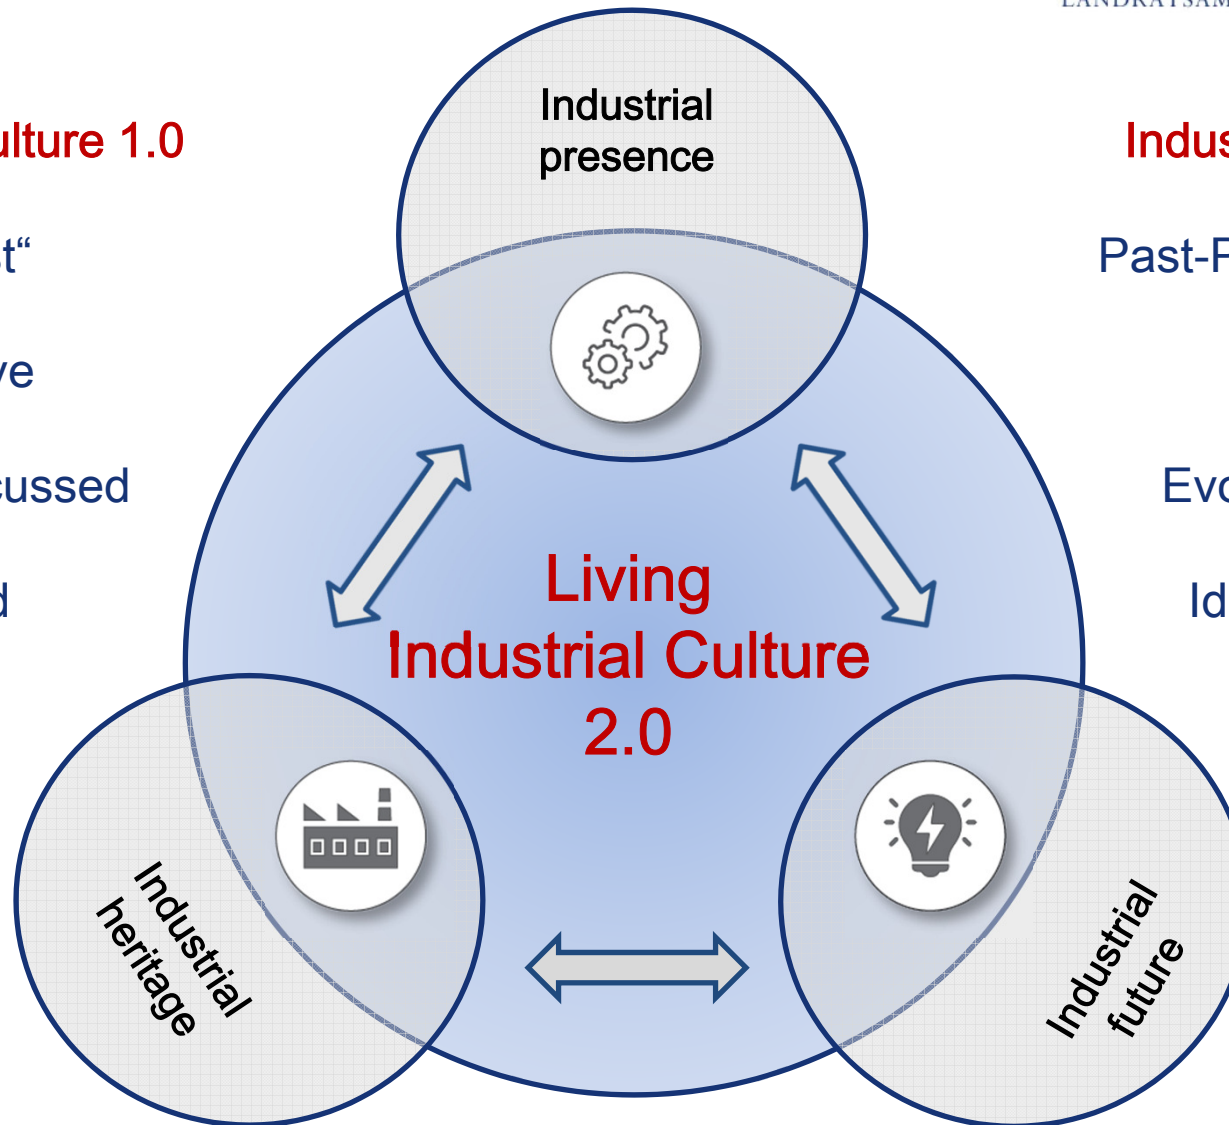 LANDRATSAM
Industrial
presence
ulture 1.0
Indus
t“
Past-P
ve
cussed
Evo
d
Id
Living
Industrial Culture
2.0
Industrial
heritage
Industrial
future